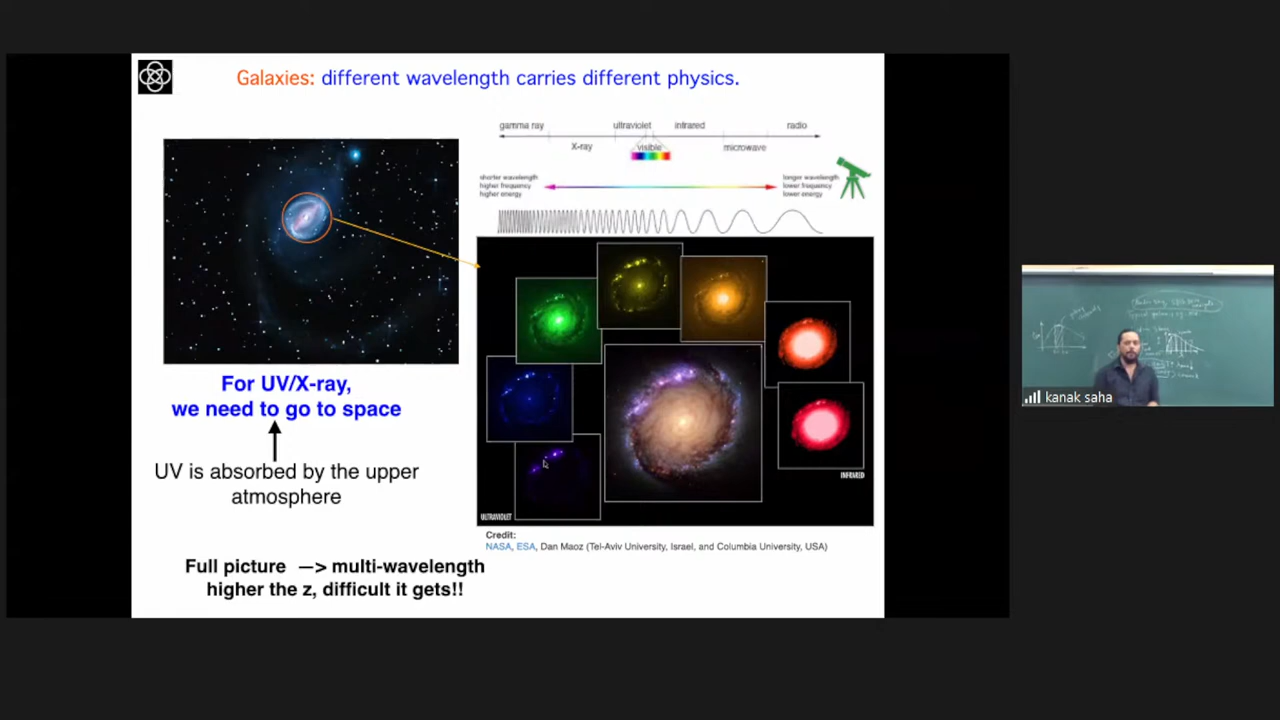 Galaxies: different wavelength carries different physics.
gamma ray ultraviolet infrared radio
X-ray visible microwave
shorter wavelength
higher frequency
higher energy
longer wavelength
lower frequency
lower energy
For UV/X-ray,
we need to go to space
UV is absorbed by the upper
atmosphere
INFRARED
ULTRAVIOLET
Credit:
NASA, ESA, Dan Maoz (Tel-Aviv University, Israel, and Columbia University, USA)
Full picture —> multi-wavelength
higher the z, difficult it gets!!
kanak saha